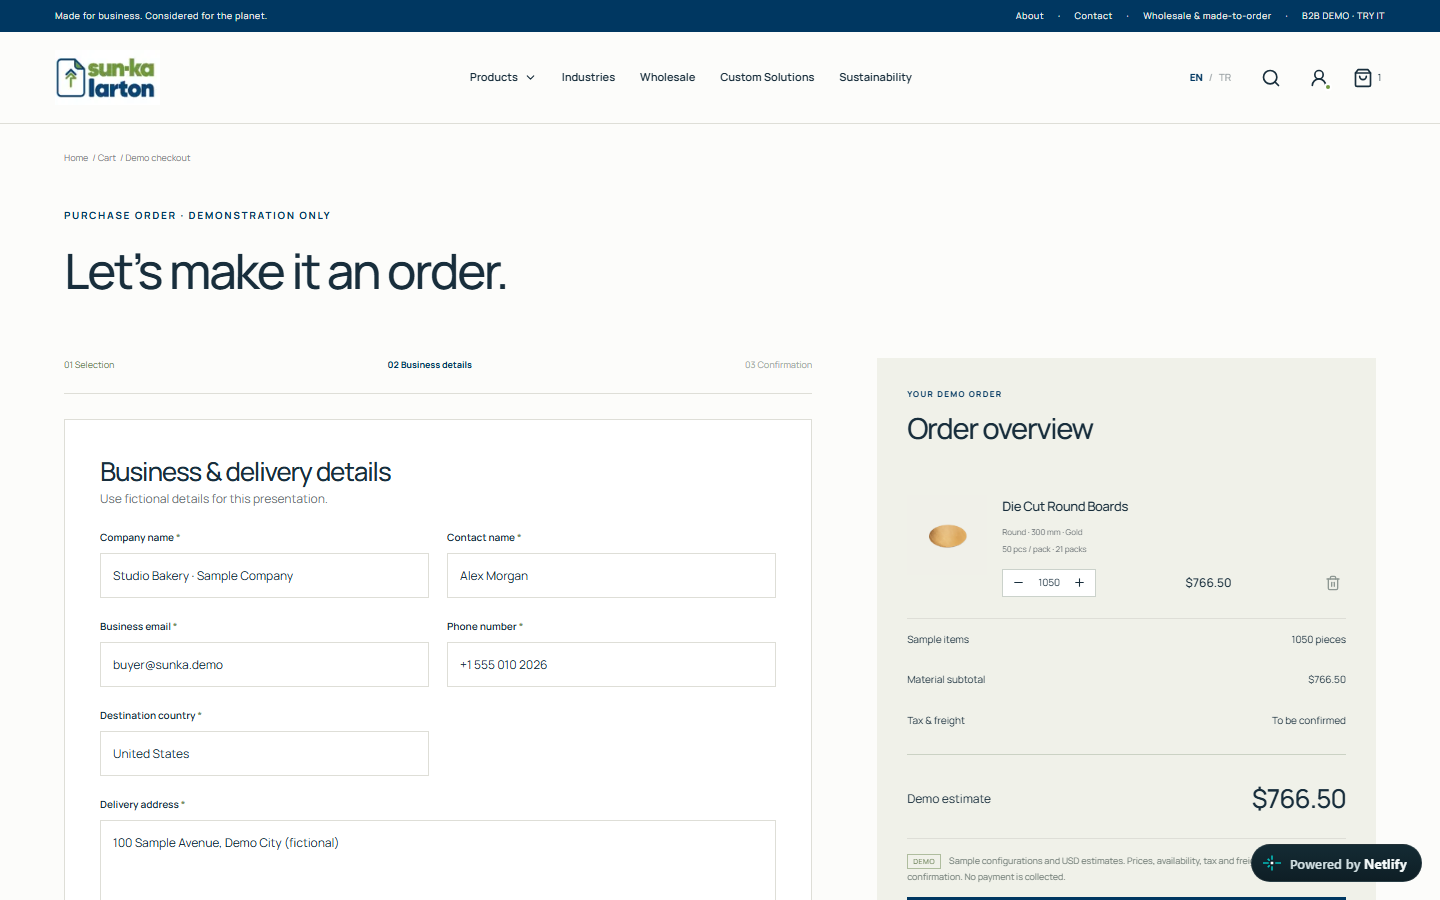 Made for business. Considered for the planet.
About · Contact · Wholesale & made-to-order · B2B DEMO · TRY IT
sun-ka
larton
Products Industries Wholesale Custom Solutions Sustainability
EN / TR
1
Home / Cart / Demo checkout
PURCHASE ORDER · DEMONSTRATION ONLY
Let's make it an order.
01 Selection
02 Business details
03 Confirmation
Business & delivery details
Use fictional details for this presentation.
Company name *
Studio Bakery · Sample Company
Contact name *
Alex Morgan
Business email *
buyer@sunka.demo
Phone number *
+1 555 010 2026
Destination country *
United States
Delivery address *
100 Sample Avenue, Demo City (fictional)
YOUR DEMO ORDER
Order overview
Die Cut Round Boards
Round · 300 mm · Gold
50 pcs / pack · 21 packs
− 1050 +
$766.50
Sample items 1050 pieces
Material subtotal $766.50
Tax & freight To be confirmed
Demo estimate $766.50
DEMO Sample configurations and USD estimates. Prices, availability, tax and
confirmation. No payment is collected.
Powered by Netlify